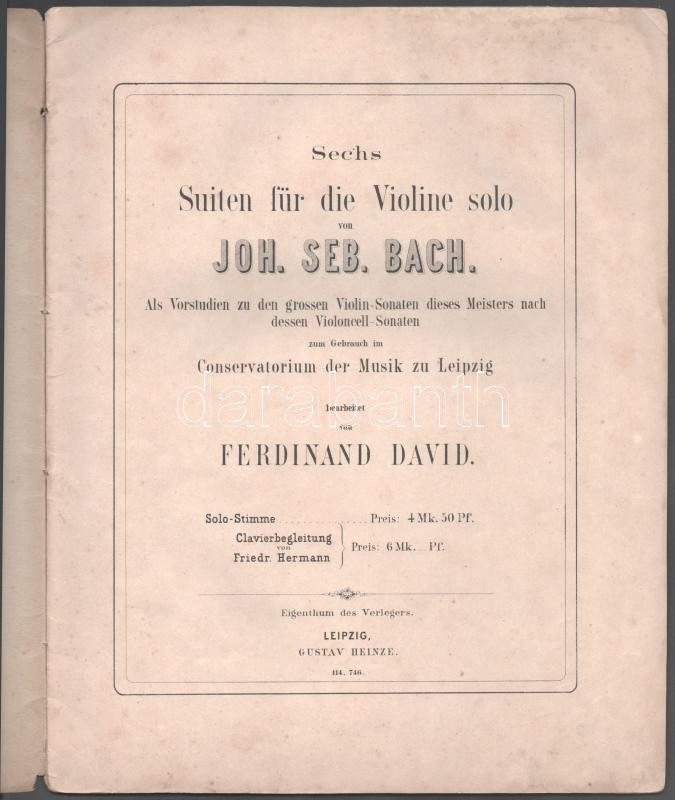 Sechs
Suiten für die Violine solo
von
JOH. SEB. BACH.
Als Vorstudien zu den grossen Violin-Sonaten dieses Meisters nach
dessen Violoncell-Sonaten
zum Gebrauch im
Conservatorium der Musik zu Leipzig
darabanth
bearbeitet
von
FERDINAND DAVID.
Solo-Stimme . . . . . . . . . . . . . . . Preis: 4 Mk. 50 Pf.
Clavierbegleitung
von
Friedr. Hermann
Preis: 6 Mk. _ Pf.
Eigenthum des Verlegers.
LEIPZIG,
GUSTAV HEINZE.
114. 746.